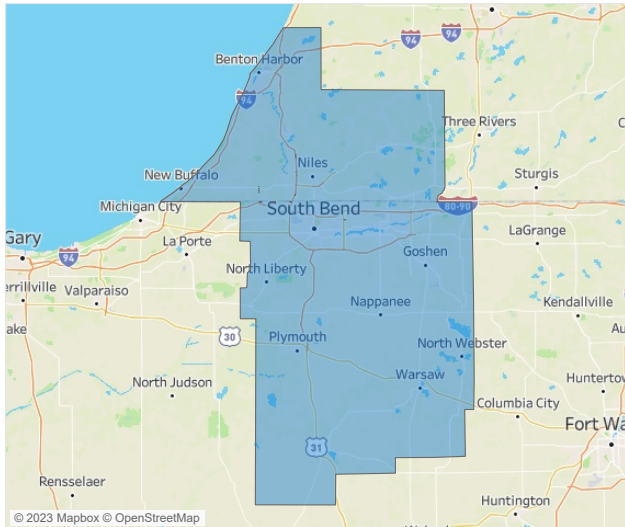 94
94
Benton Harbor
94
Three Rivers
C
Niles
Sturgis
New Buffalo
Michigan City
80-90
South Bend
Gary
La Porte
Goshen
LaGrange
94
North Liberty
errillville
Valparaiso
Nappanee
Kendallville
ake
30
Plymouth
North Webster
Au
North Judson
Warsaw
Huntertow
Columbia City
Fort Wa
31
Rensselaer
Huntington
© 2023 Mapbox © OpenStreetMap